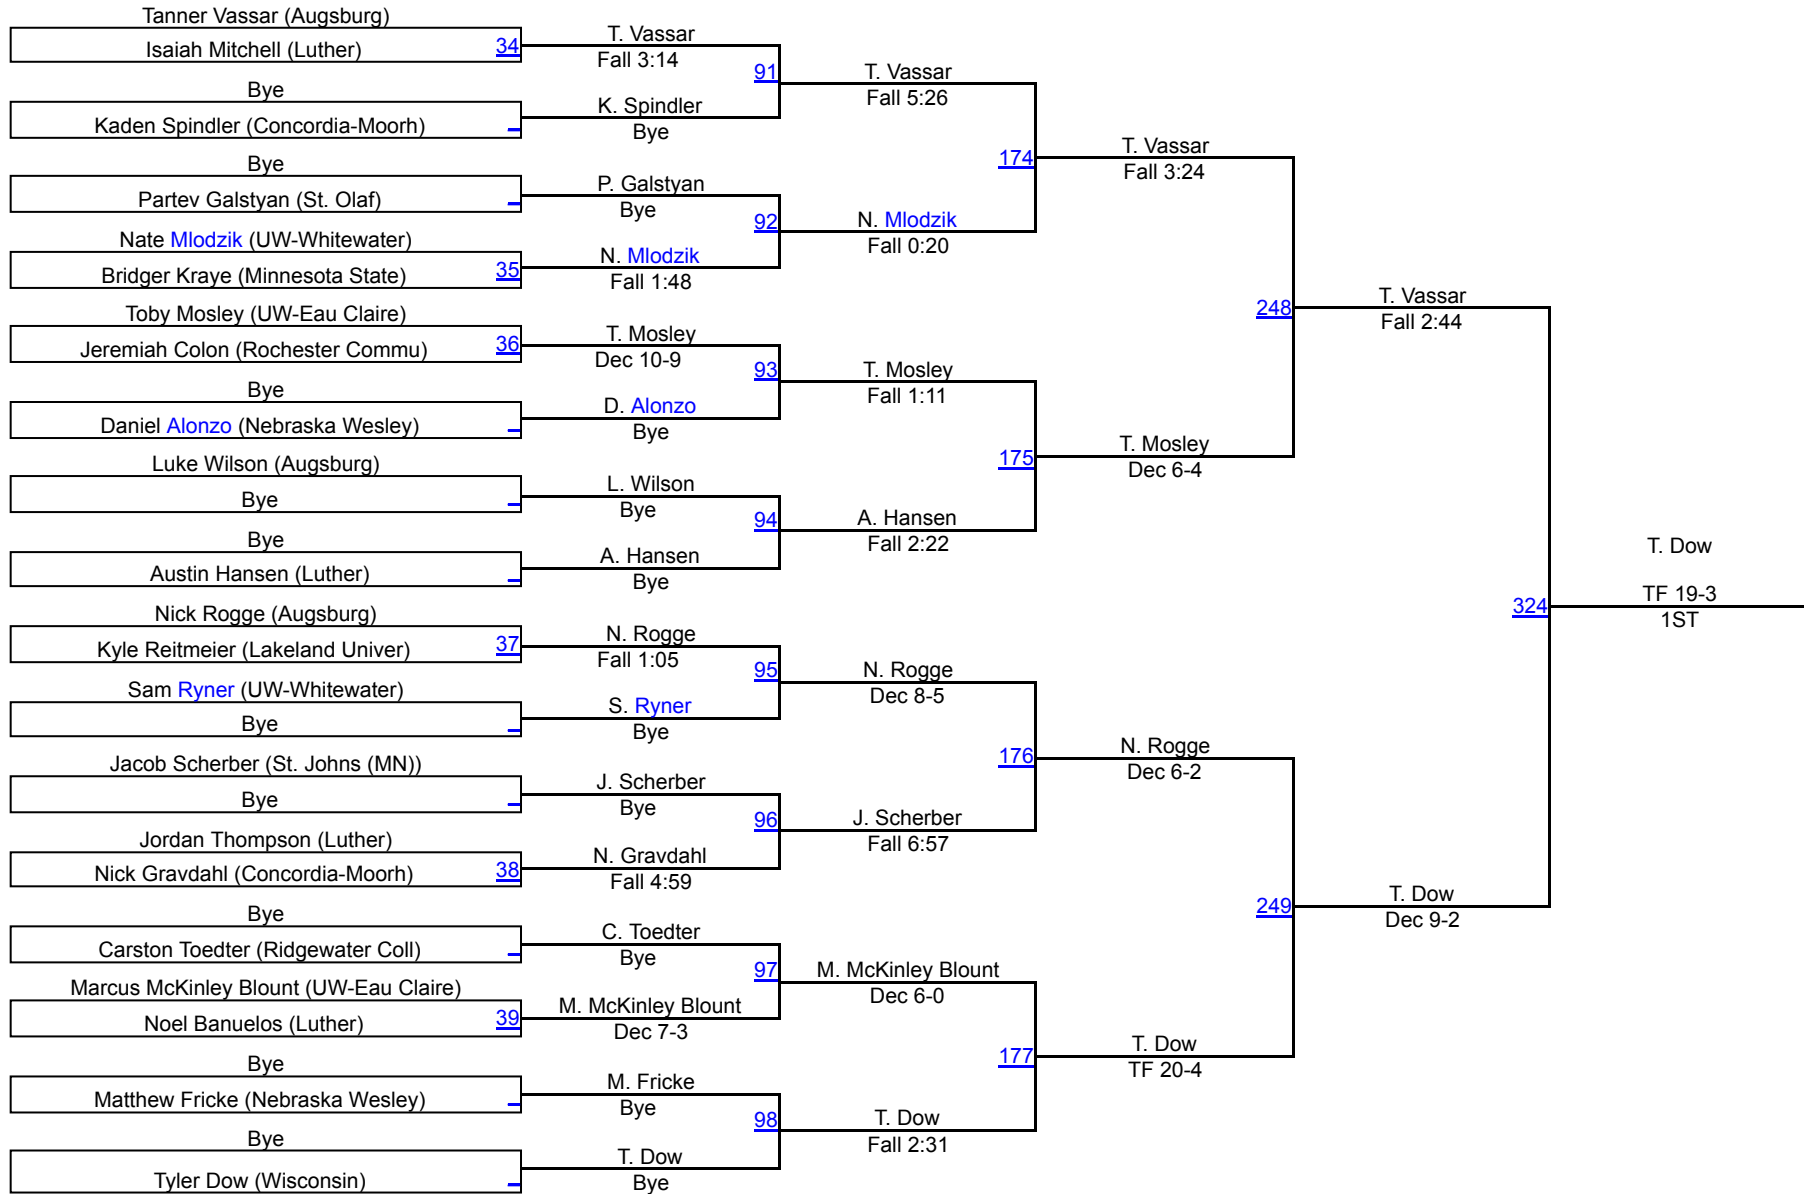 Tanner Vassar (Augsburg)
Isaiah Mitchell (Luther) 34
Bye
Kaden Spindler (Concordia-Moorh)
Bye
Partev Galstyan (St. Olaf)
Nate Mlodzik (UW-Whitewater)
Bridger Kraye (Minnesota State) 35
Toby Mosley (UW-Eau Claire)
Jeremiah Colon (Rochester Commu) 36
Bye
Daniel Alonzo (Nebraska Wesley)
Luke Wilson (Augsburg)
Bye
Bye
Austin Hansen (Luther)
Nick Rogge (Augsburg)
Kyle Reitmeier (Lakeland Univer) 37
Sam Ryner (UW-Whitewater)
Bye
Jacob Scherber (St. Johns (MN))
Bye
Jordan Thompson (Luther)
Nick Gravdahl (Concordia-Moorh) 38
Bye
Carston Toedter (Ridgewater Coll)
Marcus McKinley Blount (UW-Eau Claire)
Noel Banuelos (Luther) 39
Bye
Matthew Fricke (Nebraska Wesley)
Bye
Tyler Dow (Wisconsin)
T. Vassar
Fall 3:14
91
K. Spindler
Bye
P. Galstyan
Bye
92
N. Mlodzik
Fall 1:48
T. Mosley
Dec 10-9
93
D. Alonzo
Bye
L. Wilson
Bye
94
A. Hansen
Bye
N. Rogge
Fall 1:05
95
S. Ryner
Bye
J. Scherber
Bye
96
N. Gravdahl
Fall 4:59
C. Toedter
Bye
97
M. McKinley Blount
Dec 7-3
M. Fricke
Bye
98
T. Dow
Bye
T. Vassar
Fall 5:26
174
N. Mlodzik
Fall 0:20
T. Mosley
Fall 1:11
175
A. Hansen
Fall 2:22
N. Rogge
Dec 8-5
176
J. Scherber
Fall 6:57
M. McKinley Blount
Dec 6-0
177
T. Dow
Fall 2:31
T. Vassar
Fall 3:24
248
T. Mosley
Dec 6-4
N. Rogge
Dec 6-2
249
T. Dow
TF 20-4
T. Vassar
Fall 2:44
324
T. Dow
Dec 9-2
T. Dow
TF 19-3
1ST